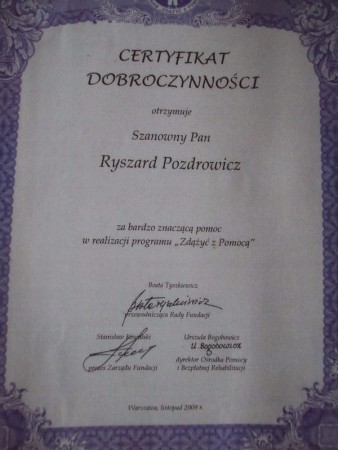 CERTYFIKAT
DOBROCZYNNOŚCI
otrzymuje
Szanowny Pan
Ryszard Pozdrowicz
za bardzo znaczącą pomoc
w realizacji programu „Zdążyć z Pomocą”
Beata Tyszkiewicz
przewodnicząca Rady Fundacji
Stanisław
prezes Zarządu Fundacji
Urszula Bogobowicz
U. Bogobowicz
dyrektor Ośrodka Pomocy
i Bezpłatnej Rehabilitacji
Warszawa, listopad 2009 r.